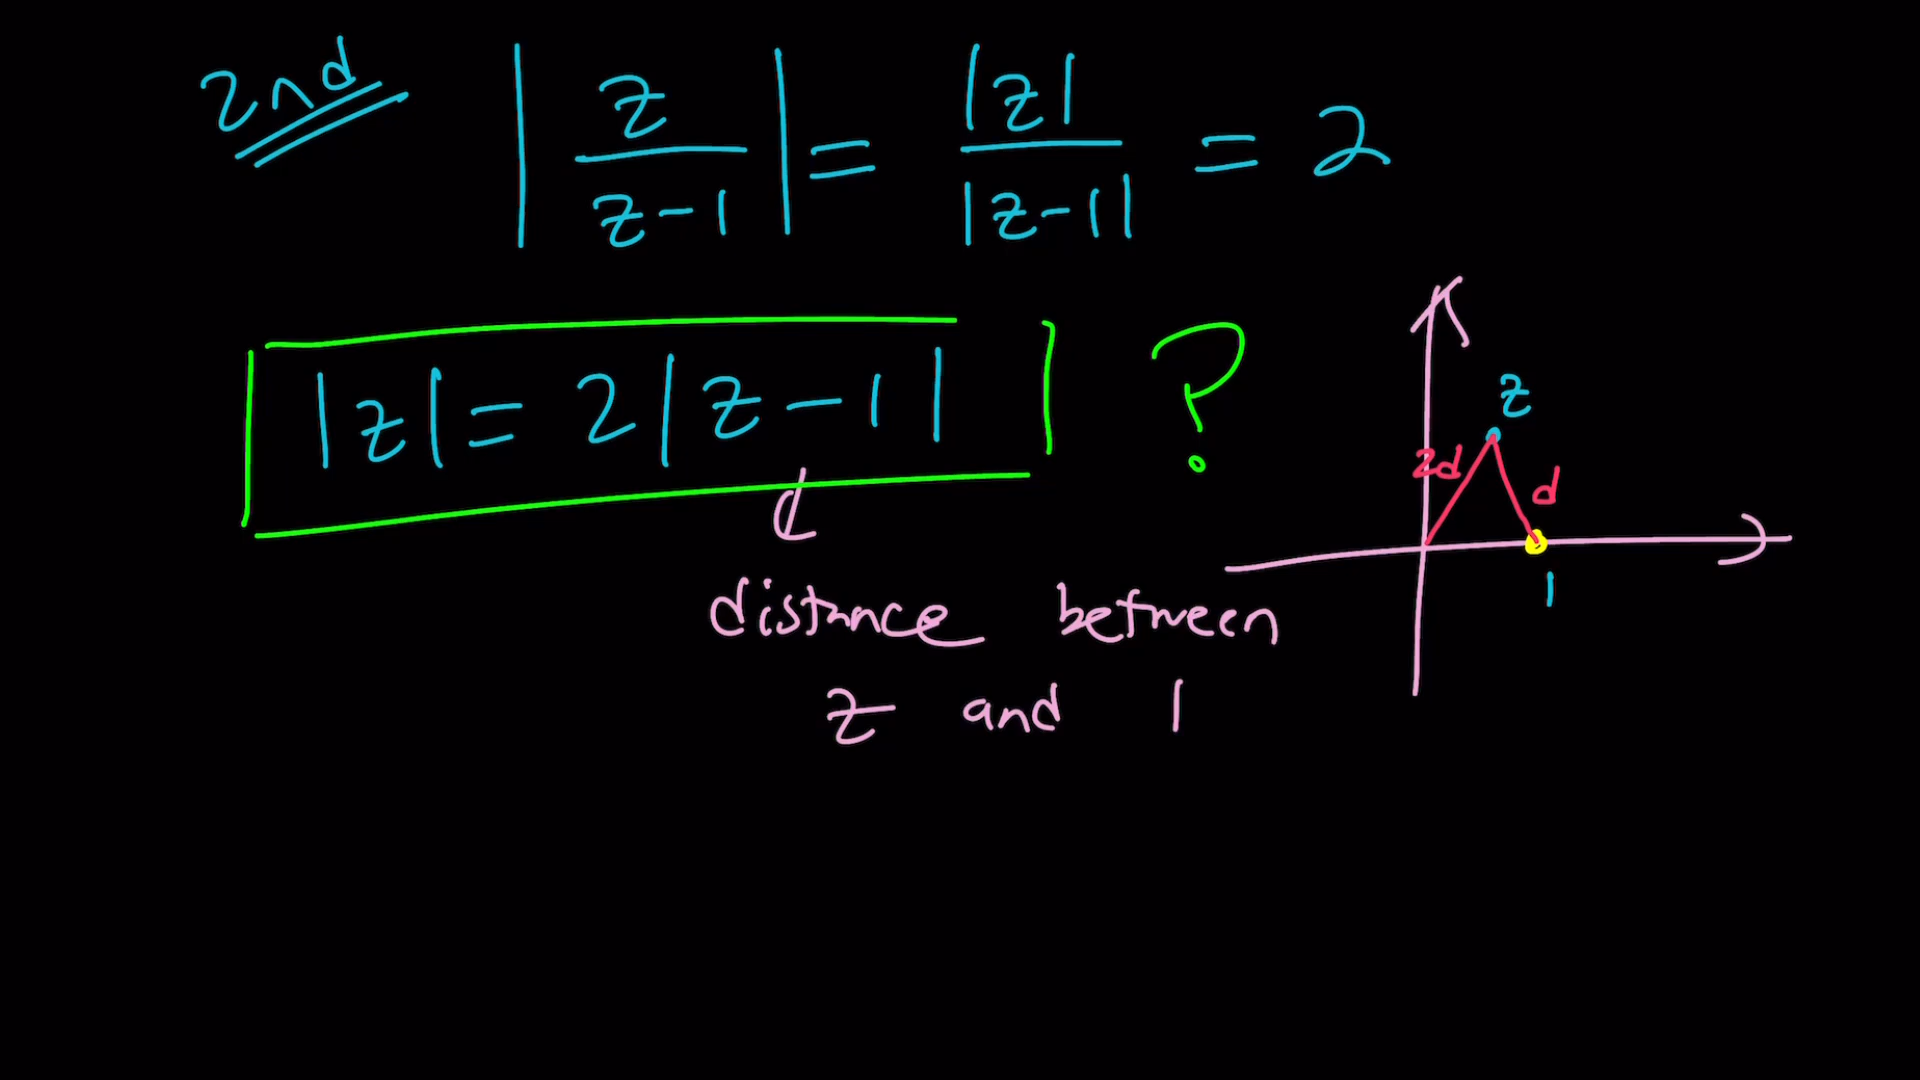 2nd |z/(z-1)| = |z|/|z-1| = 2
|z| = 2|z-1| ?
z
2d d
1
distance between
z and 1